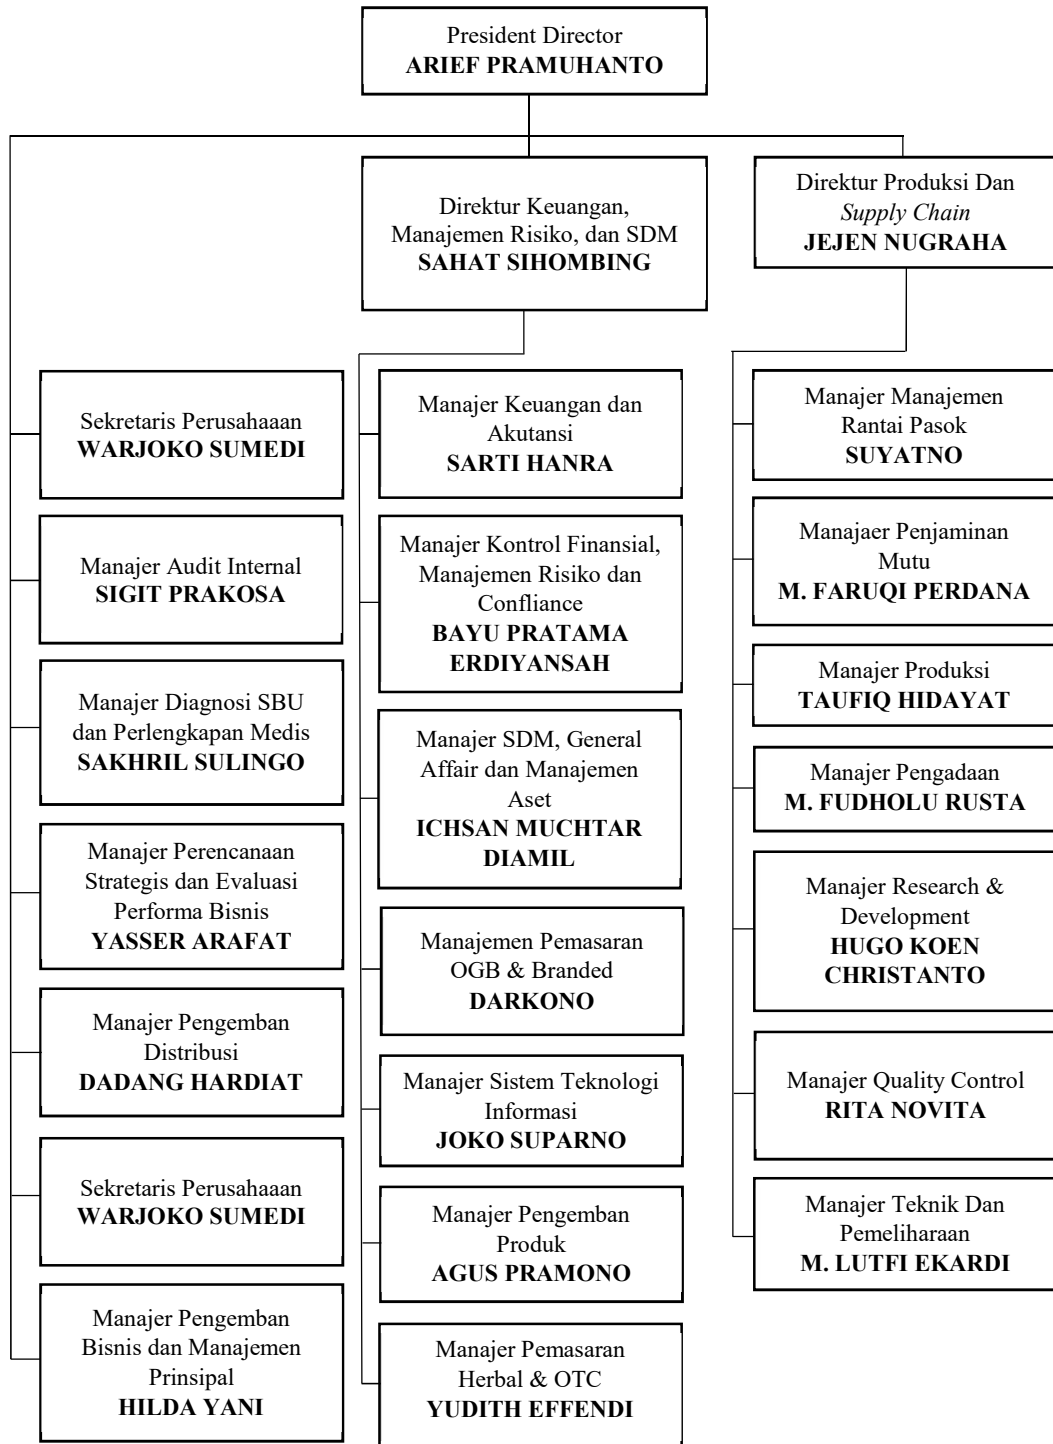 President Director
ARIEF PRAMUHANTO
Direktur Keuangan,
Manajemen Risiko, dan SDM
SAHAT SIHOMBING
Direktur Produksi Dan
Supply Chain
JEJEN NUGRAHA
Sekretaris Perusahaaan
WARJOKO SUMEDI
Manajer Audit Internal
SIGIT PRAKOSA
Manajer Diagnosi SBU
dan Perlengkapan Medis
SAKHRIL SULINGO
Manajer Perencanaan
Strategis dan Evaluasi
Performa Bisnis
YASSER ARAFAT
Manajer Pengemban
Distribusi
DADANG HARDIAT
Sekretaris Perusahaaan
WARJOKO SUMEDI
Manajer Pengemban
Bisnis dan Manajemen
Prinsipal
HILDA YANI
Manajer Keuangan dan
Akutansi
SARTI HANRA
Manajer Kontrol Finansial,
Manajemen Risiko dan
Confliance
BAYU PRATAMA
ERDIYANSAH
Manajer SDM, General
Affair dan Manajemen
Aset
ICHSAN MUCHTAR
DIAMIL
Manajemen Pemasaran
OGB & Branded
DARKONO
Manajer Sistem Teknologi
Informasi
JOKO SUPARNO
Manajer Pengemban
Produk
AGUS PRAMONO
Manajer Pemasaran
Herbal & OTC
YUDITH EFFENDI
Manajer Manajemen
Rantai Pasok
SUYATNO
Manajaer Penjaminan
Mutu
M. FARUQI PERDANA
Manajer Produksi
TAUFIQ HIDAYAT
Manajer Pengadaan
M. FUDHOLU RUSTA
Manajer Research &
Development
HUGO KOEN
CHRISTANTO
Manajer Quality Control
RITA NOVITA
Manajer Teknik Dan
Pemeliharaan
M. LUTFI EKARDI